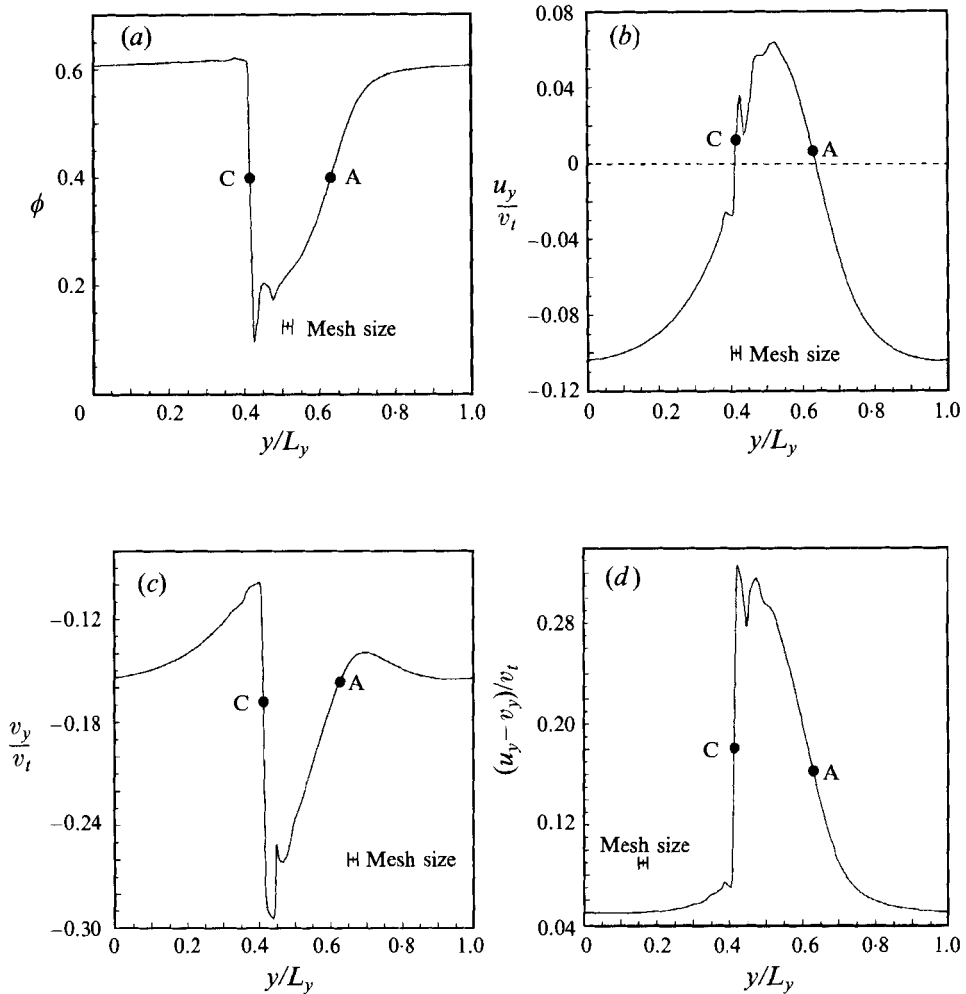 (a)
0.6
0.4
0.2
ϕ
C
A
Mesh size
0
0.2
0.4
0.6
0·8
1.0
y/L_y
(b)
0.08
0.04
0
−0.04
−0.08
−0.12
u_y
v_t
C
A
Mesh size
0
0.2
0.4
0.6
0·8
1.0
y/L_y
(c)
−0.12
−0.18
−0.24
−0.30
v_y
v_t
C
A
Mesh size
0
0.2
0.4
0.6
0·8
1.0
y/L_y
(d)
0.28
0.20
0.12
0.04
(u_y − v_y)/v_t
C
A
Mesh size
0
0.2
0.4
0.6
0·8
1.0
y/L_y